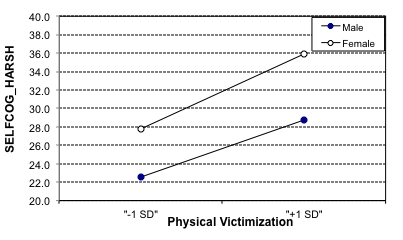 40.0
38.0
36.0
34.0
32.0
30.0
28.0
26.0
24.0
22.0
20.0
SELFCOG_HARSH
Male
Female
"-1 SD" "+1 SD"
Physical Victimization